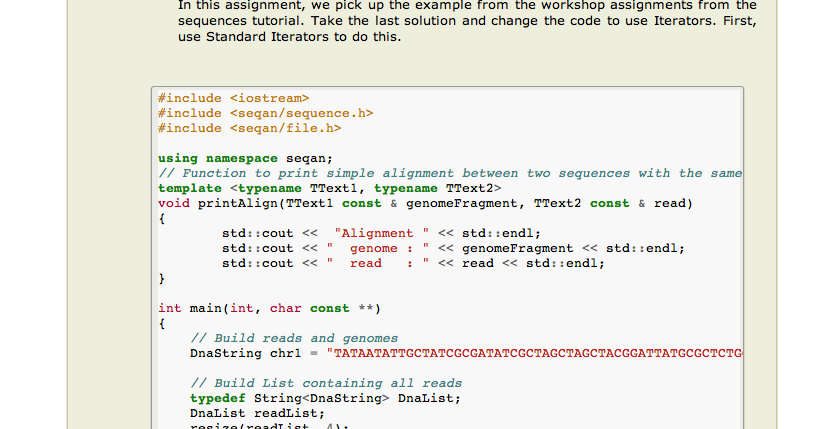 In this assignment, we pick up the example from the workshop assignments from the
sequences tutorial. Take the last solution and change the code to use Iterators. First,
use Standard Iterators to do this.
#include <iostream>
#include <seqan/sequence.h>
#include <seqan/file.h>
using namespace seqan;
// Function to print simple alignment between two sequences with the same
template <typename TText1, typename TText2>
void printAlign(TText1 const & genomeFragment, TText2 const & read)
{
std::cout <<  "Alignment " << std::endl;
std::cout << "  genome : " << genomeFragment << std::endl;
std::cout << "  read   : " << read << std::endl;
}
int main(int, char const **)
{
// Build reads and genomes
DnaString chr1 = "TATAATATTGCTATCGCGATATCGCTAGCTAGCTACGGATTATGCGCTCTG
// Build List containing all reads
typedef String<DnaString> DnaList;
DnaList readList;
resize(readList, 4);